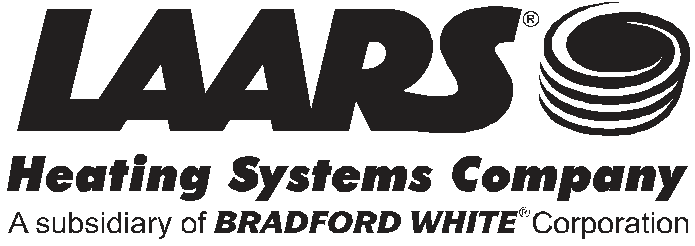 LAARS®
Heating Systems Company
A subsidiary of BRADFORD WHITE® Corporation